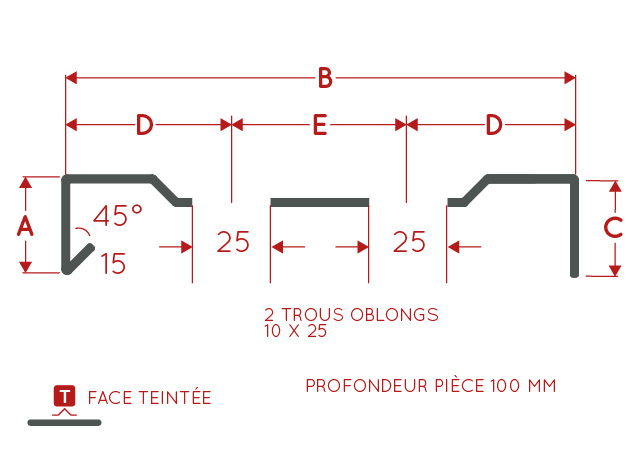 B
D E D
A
45°
15
25 25
C
2 TROUS OBLONGS
10 X 25
PROFONDEUR PIÈCE 100 MM
T FACE TEINTÉE